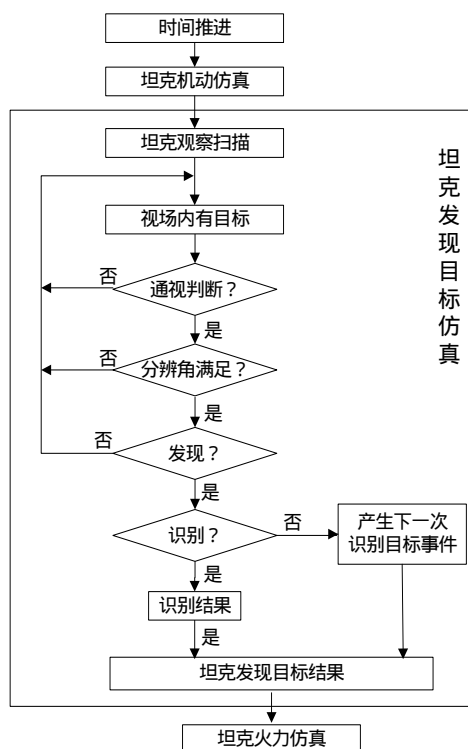 时间推进
坦克机动仿真
坦克观察扫描
坦克发现目标仿真
视场内有目标
否
通视判断？
是
否
分辨角满足？
是
否
发现？
是
识别？
否
产生下一次
识别目标事件
是
识别结果
是
坦克发现目标结果
坦克火力仿真